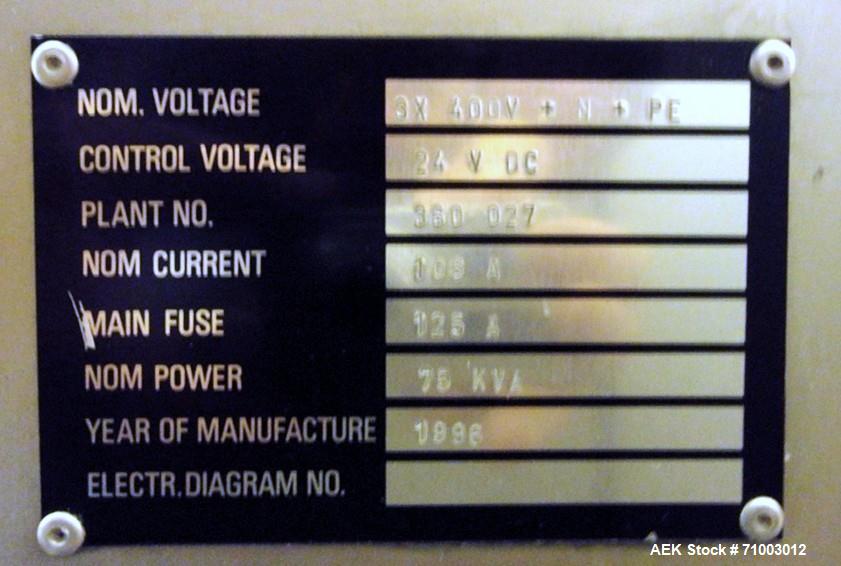 NOM. VOLTAGE 3X 400V + N + PE
CONTROL VOLTAGE 24 V DC
PLANT NO. 360 027
NOM CURRENT A
MAIN FUSE 125 A
NOM POWER 75 KVA
YEAR OF MANUFACTURE 1996
ELECTR.DIAGRAM NO.
AEK Stock # 71003012